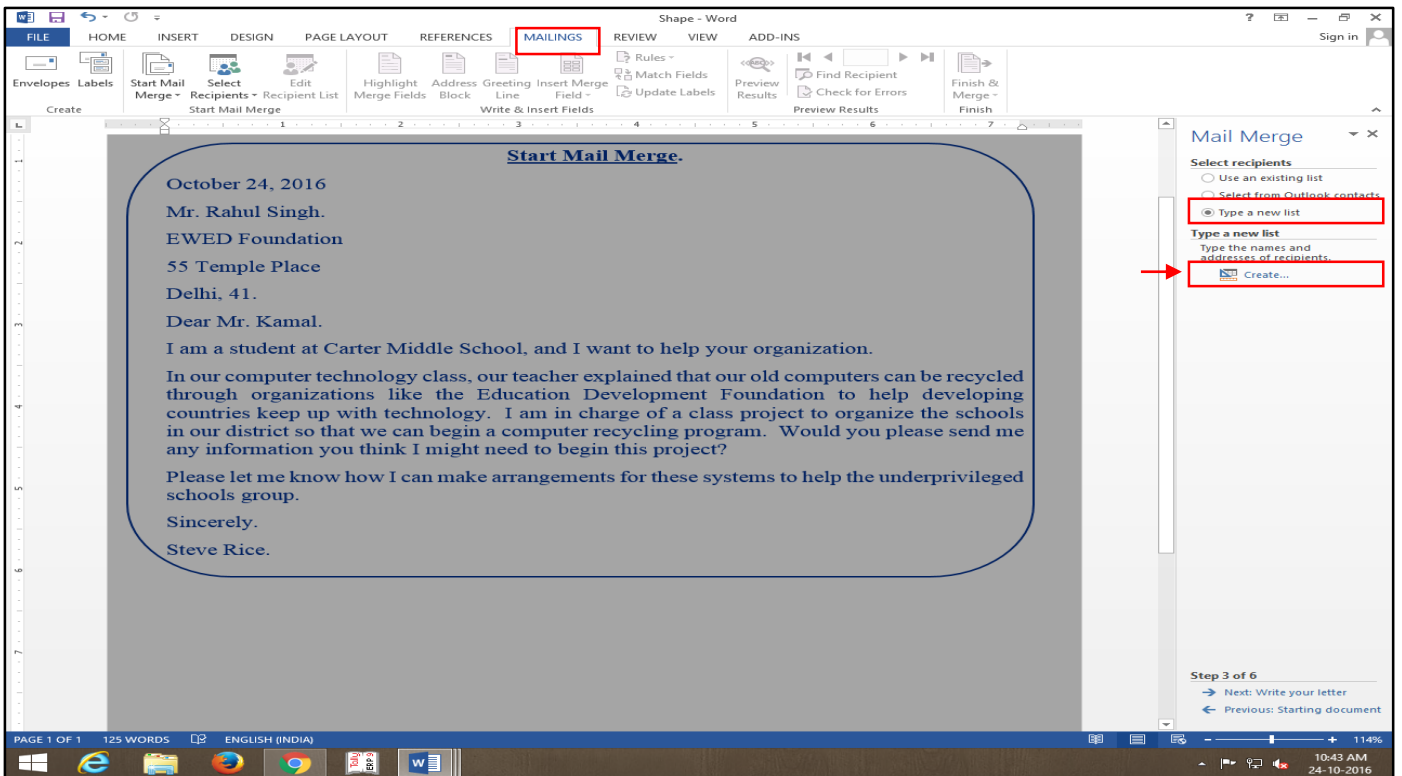 Shape - Word
FILE HOME INSERT DESIGN PAGE LAYOUT REFERENCES MAILINGS REVIEW VIEW ADD-INS Sign in
Envelopes Labels Start Mail Merge Select Recipients Edit Recipient List Highlight Merge Fields Address Block Greeting Line Insert Merge Field Rules Match Fields Update Labels Preview Results Find Recipient Check for Errors Finish & Merge
Create Start Mail Merge Write & Insert Fields Preview Results Finish
1 2 3 4 5 6 7
Start Mail Merge.
October 24, 2016
Mr. Rahul Singh.
EWED Foundation
55 Temple Place
Delhi, 41.
Dear Mr. Kamal.
I am a student at Carter Middle School, and I want to help your organization.
In our computer technology class, our teacher explained that our old computers can be recycled
through organizations like the Education Development Foundation to help developing
countries keep up with technology. I am in charge of a class project to organize the schools
in our district so that we can begin a computer recycling program. Would you please send me
any information you think I might need to begin this project?
Please let me know how I can make arrangements for these systems to help the underprivileged
schools group.
Sincerely.
Steve Rice.
Mail Merge
Select recipients
Use an existing list
Select from Outlook contacts
Type a new list
Type a new list
Type the names and
addresses of recipients.
Create...
Step 3 of 6
Next: Write your letter
Previous: Starting document
PAGE 1 OF 1 125 WORDS ENGLISH (INDIA) 114%
Tally ERP 9
10:43 AM
24-10-2016